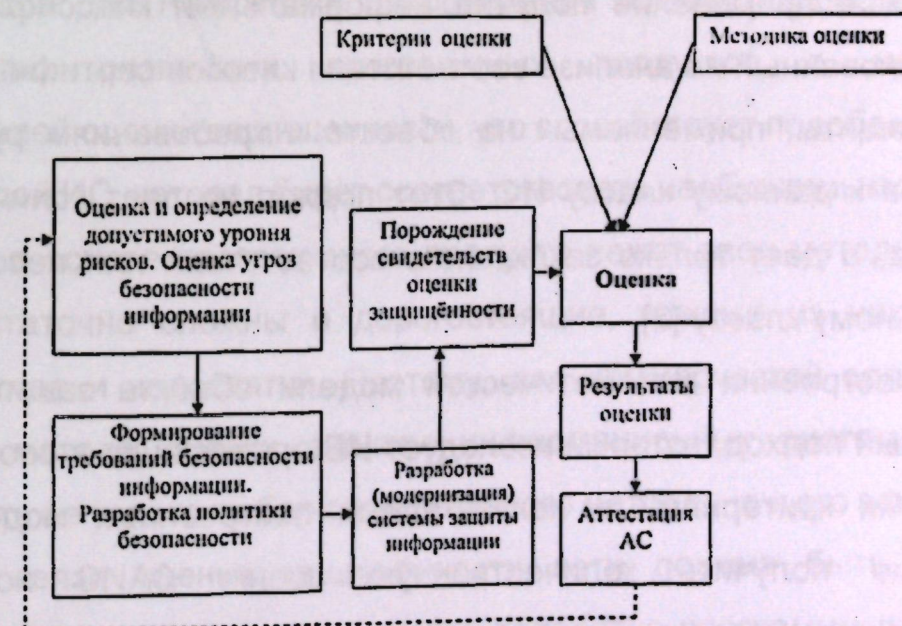 Критерии оценки
Методика оценки
Оценка и определение
допустимого уровня
рисков. Оценка угроз
безопасности
информации
Порождение
свидетельств
оценки
защищённости
Оценка
Результаты
оценки
Формирование
требований безопасности
информации.
Разработка политики
безопасности
Разработка
(модернизация)
системы защиты
информации
Аттестация
АС